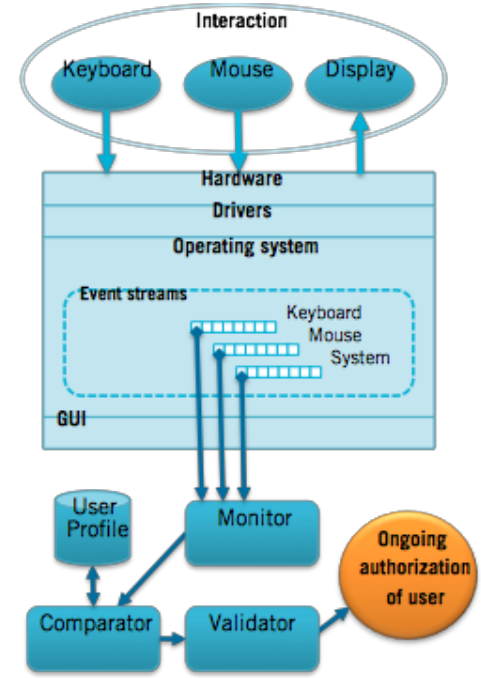 Interaction
Keyboard Mouse Display
Hardware
Drivers
Operating system
Event streams
Keyboard
Mouse
System
GUI
User
Profile
Monitor
Ongoing
authorization
of user
Comparator
Validator